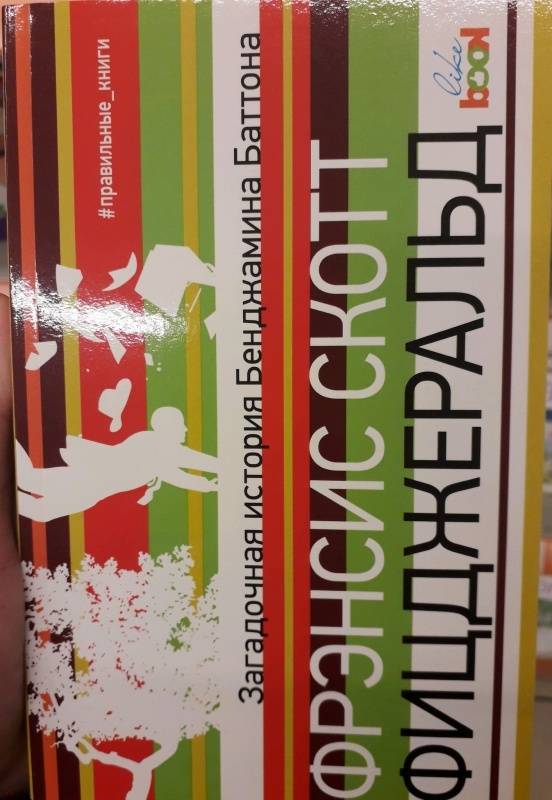 #правильные_книги
Загадочная история Бенджамина Баттона
ФРЭНСИС СКОТТ
ФИЦДЖЕРАЛЬД
like
book